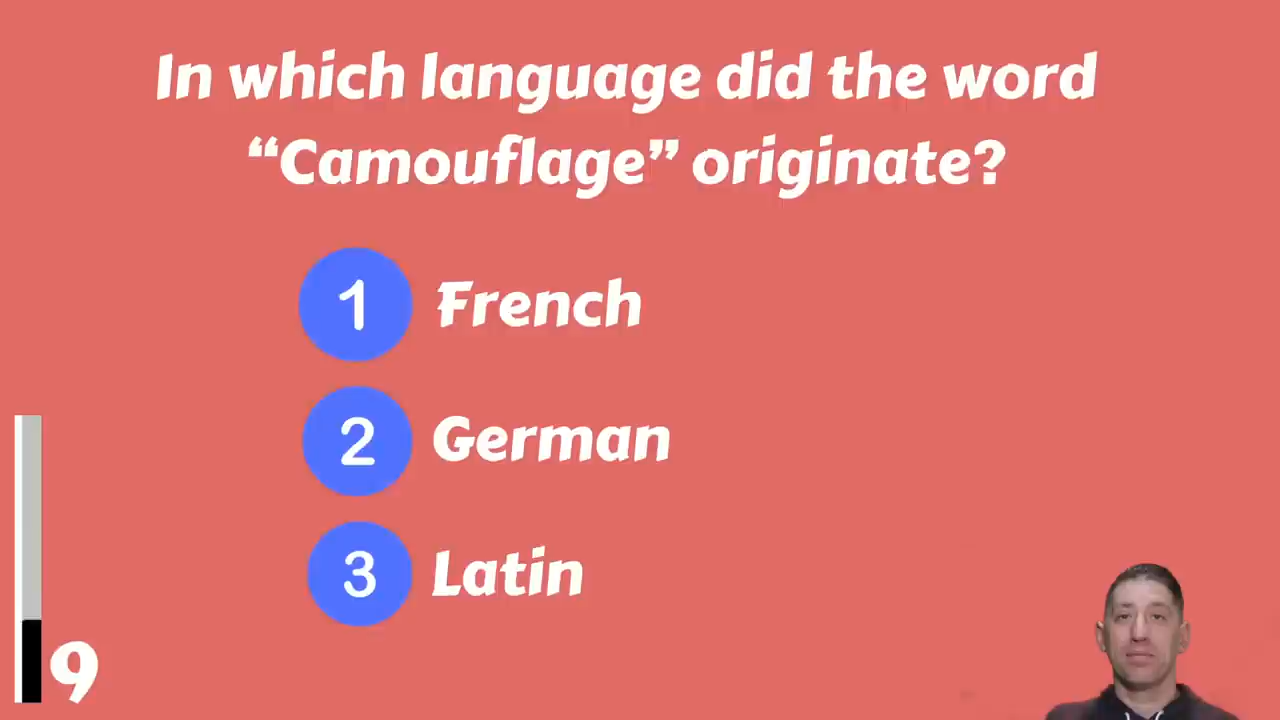 In which language did the word
“Camouflage” originate?
1 French
2 German
3 Latin
9